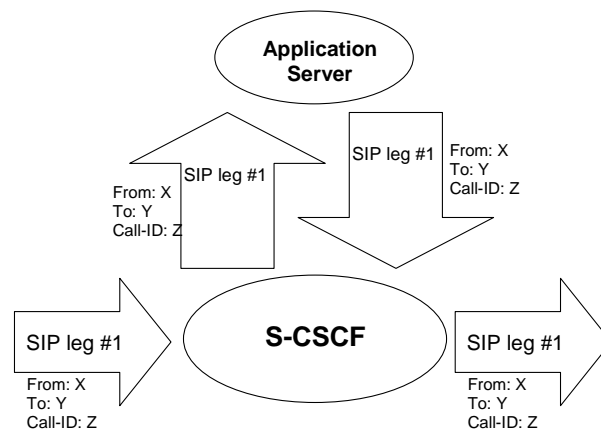 Application
Server
SIP leg #1
From: X
To: Y
Call-ID: Z
SIP leg #1
From: X
To: Y
Call-ID: Z
S-CSCF
SIP leg #1
From: X
To: Y
Call-ID: Z
SIP leg #1
From: X
To: Y
Call-ID: Z